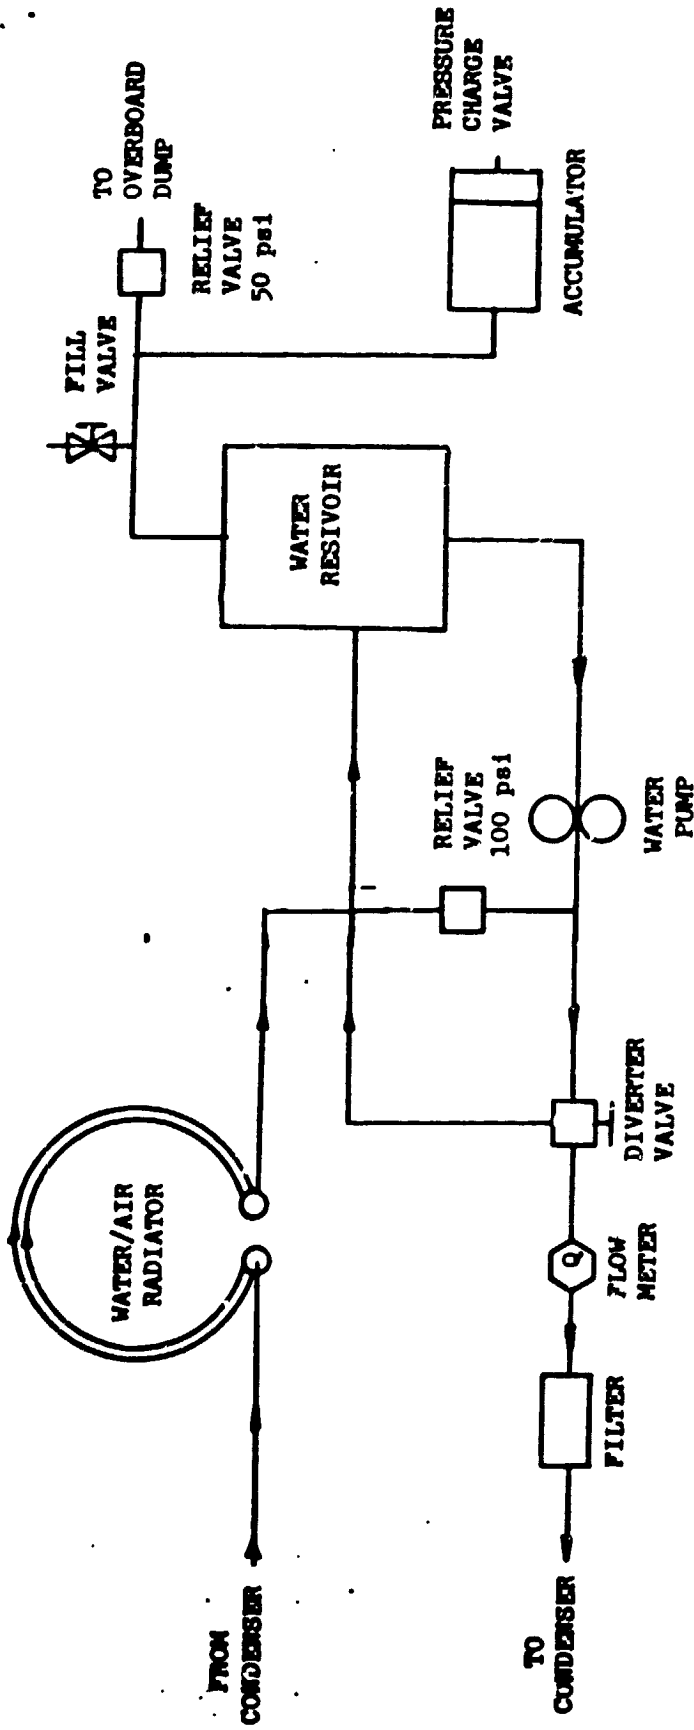 FROM
CONDENSER
WATER/AIR
RADIATOR
FILL
VALVE
TO
OVERBOARD
DUMP
RELIEF
VALVE
50 psi
WATER
RESIVOIR
PRESSURE
CHARGE
VALVE
ACCUMULATOR
RELIEF
VALVE
100 psi
WATER
PUMP
DIVERTER
VALVE
Q
FLOW
METER
FILTER
TO
CONDENSER